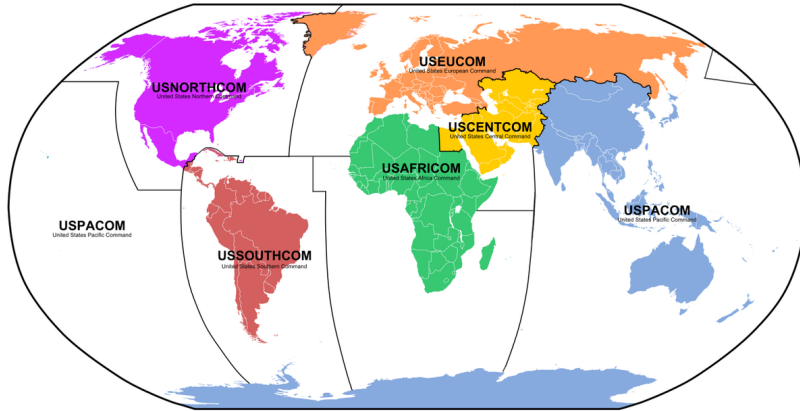 USEUCOM
United States European Command
USNORTHCOM
United States Northern Command
USCENTCOM
United States Central Command
USAFRICOM
United States Africa Command
USPACOM
United States Pacific Command
USPACOM
United States Pacific Command
USSOUTHCOM
United States Southern Command